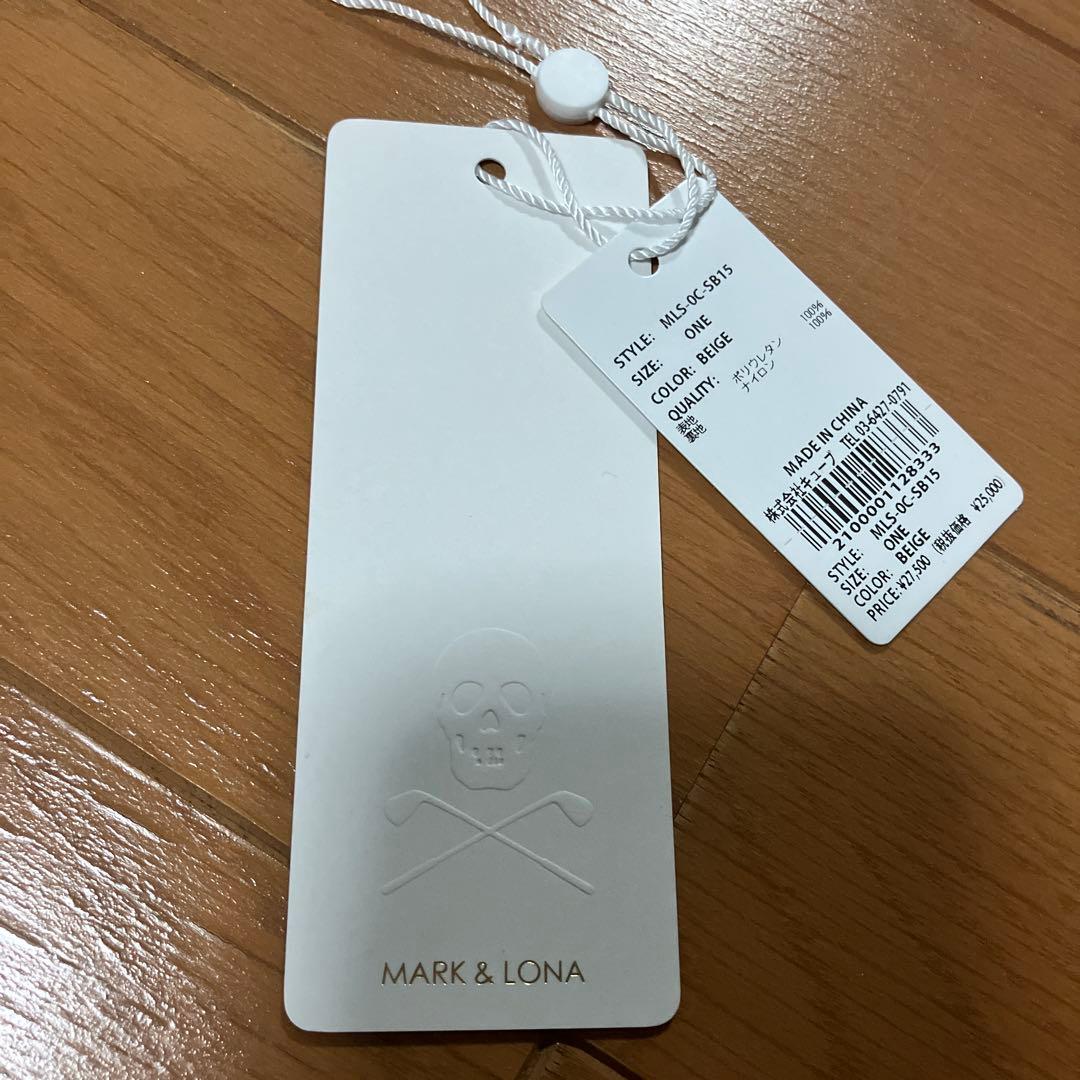 MARK & LONA
STYLE: MLS-0C-SB15
SIZE: ONE
COLOR: BEIGE
QUALITY:
表地 ポリウレタン 100%
裏地 ナイロン 100%
MADE IN CHINA
株式会社キューブ TEL 03-6427-0791
2100001128333
STYLE: MLS-0C-SB15
SIZE: ONE
COLOR: BEIGE
PRICE: ¥27,500 (税抜価格 ¥25,000)